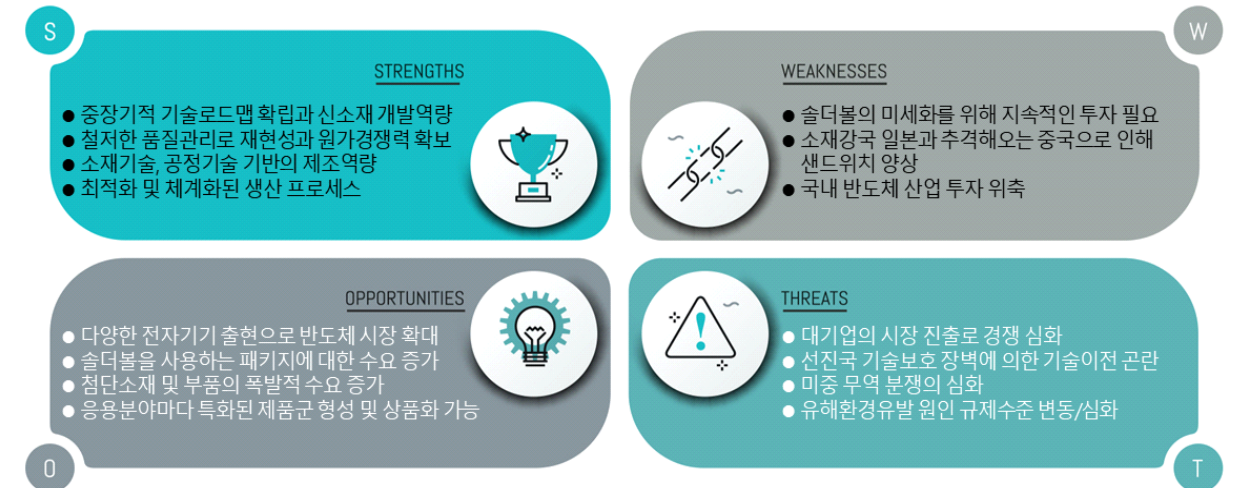 S
STRENGTHS
● 중장기적 기술로드맵 확립과 신소재 개발역량
● 철저한 품질관리로 재현성과 원가경쟁력 확보
● 소재기술, 공정기술 기반의 제조역량
● 최적화 및 체계화된 생산 프로세스
W
WEAKNESSES
● 솔더볼의 미세화를 위해 지속적인 투자 필요
● 소재강국 일본과 추격해오는 중국으로 인해
샌드위치 양상
● 국내 반도체 산업 투자 위축
OPPORTUNITIES
● 다양한 전자기기 출현으로 반도체 시장 확대
● 솔더볼을 사용하는 패키지에 대한 수요 증가
● 첨단소재 및 부품의 폭발적 수요 증가
● 응용분야마다 특화된 제품군 형성 및 상품화 가능
O
THREATS
● 대기업의 시장 진출로 경쟁 심화
● 선진국 기술보호 장벽에 의한 기술이전 곤란
● 미중 무역 분쟁의 심화
● 유해환경유발 원인 규제수준 변동/심화
T